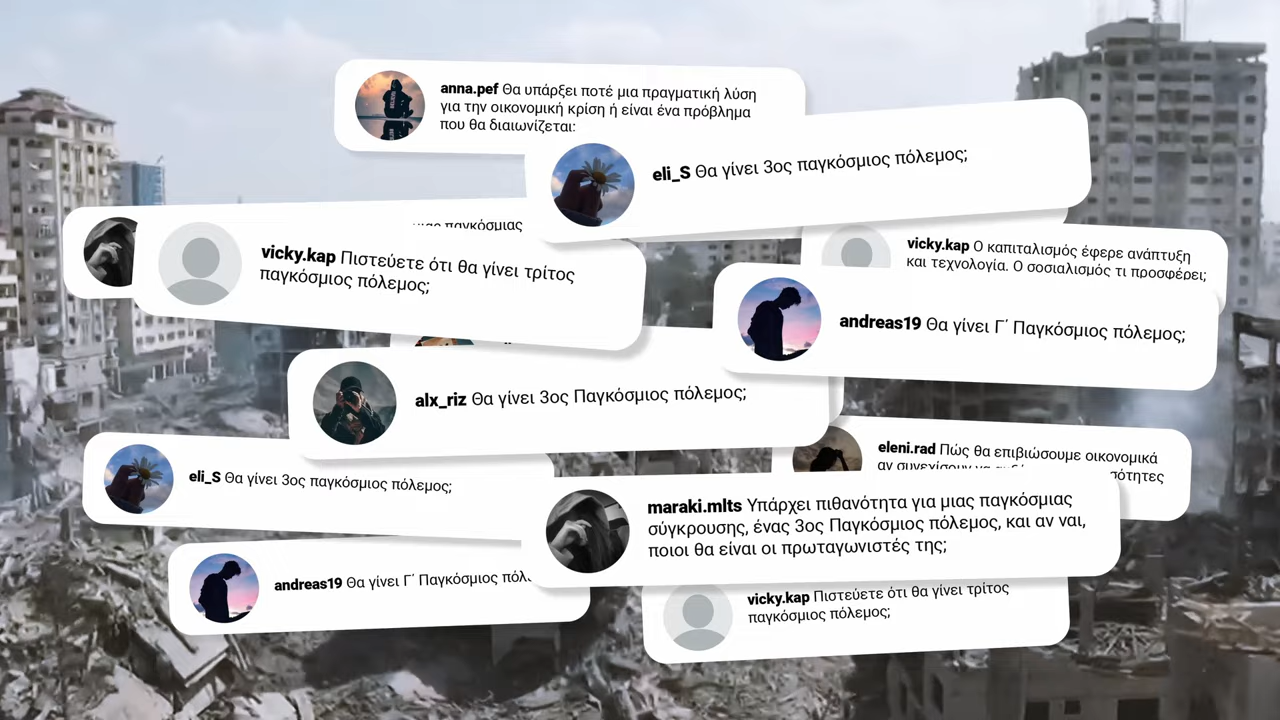 anna.pef Θα υπάρξει ποτέ μια πραγματική λύση
για την οικονομική κρίση ή είναι ένα πρόβλημα
που θα διαιωνίζεται;
eli_S Θα γίνει 3ος παγκόσμιος πόλεμος;
μιας παγκόσμιας
vicky.kap Πιστεύετε ότι θα γίνει τρίτος
παγκόσμιος πόλεμος;
vicky.kap Ο καπιταλισμός έφερε ανάπτυξη
και τεχνολογία. Ο σοσιαλισμός τι προσφέρει;
andreas19 Θα γίνει Γ΄ Παγκόσμιος πόλεμος;
alx_riz Θα γίνει 3ος Παγκόσμιος πόλεμος;
eleni.rad Πώς θα επιβιώσουμε οικονομικά
αν συνεχίσουν να
eli_S Θα γίνει 3ος παγκόσμιος πόλεμος;
maraki.mlts Υπάρχει πιθανότητα για μιας παγκόσμιας
σύγκρουσης, ένας 3ος Παγκόσμιος πόλεμος, και αν ναι,
ποιοι θα είναι οι πρωταγωνιστές της;
andreas19 Θα γίνει Γ΄ Παγκόσμιος
vicky.kap Πιστεύετε ότι θα γίνει τρίτος
παγκόσμιος πόλεμος;